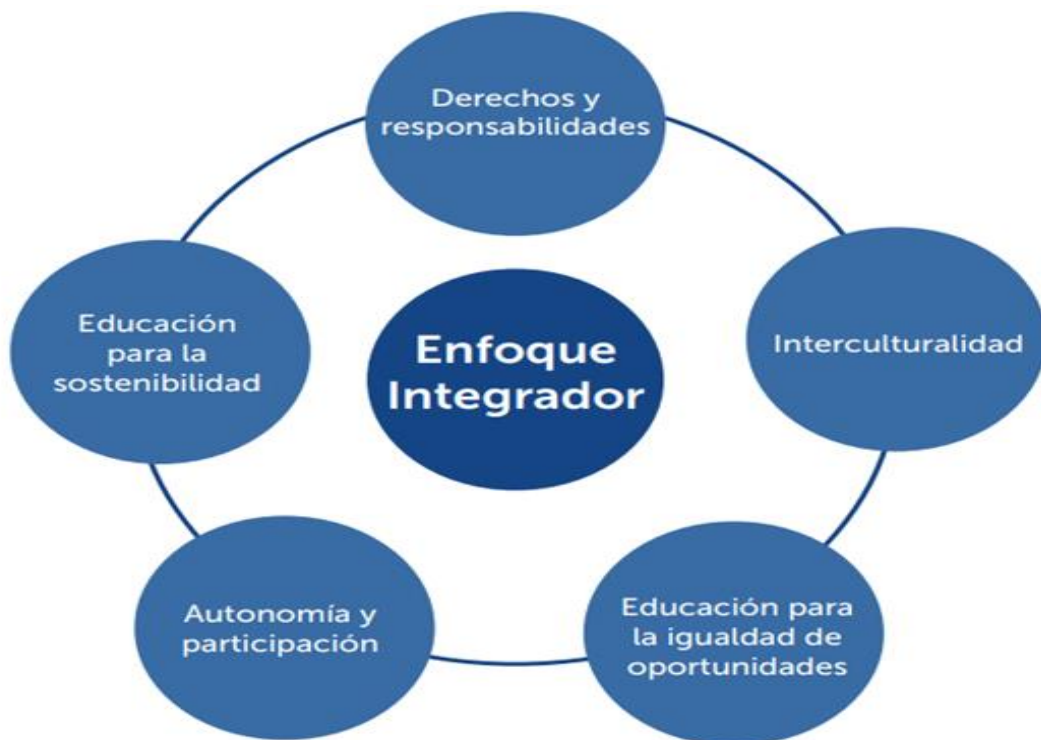 Derechos y
responsabilidades
Interculturalidad
Educación para
la igualdad de
oportunidades
Autonomía y
participación
Educación
para la
sostenibilidad
Enfoque
Integrador